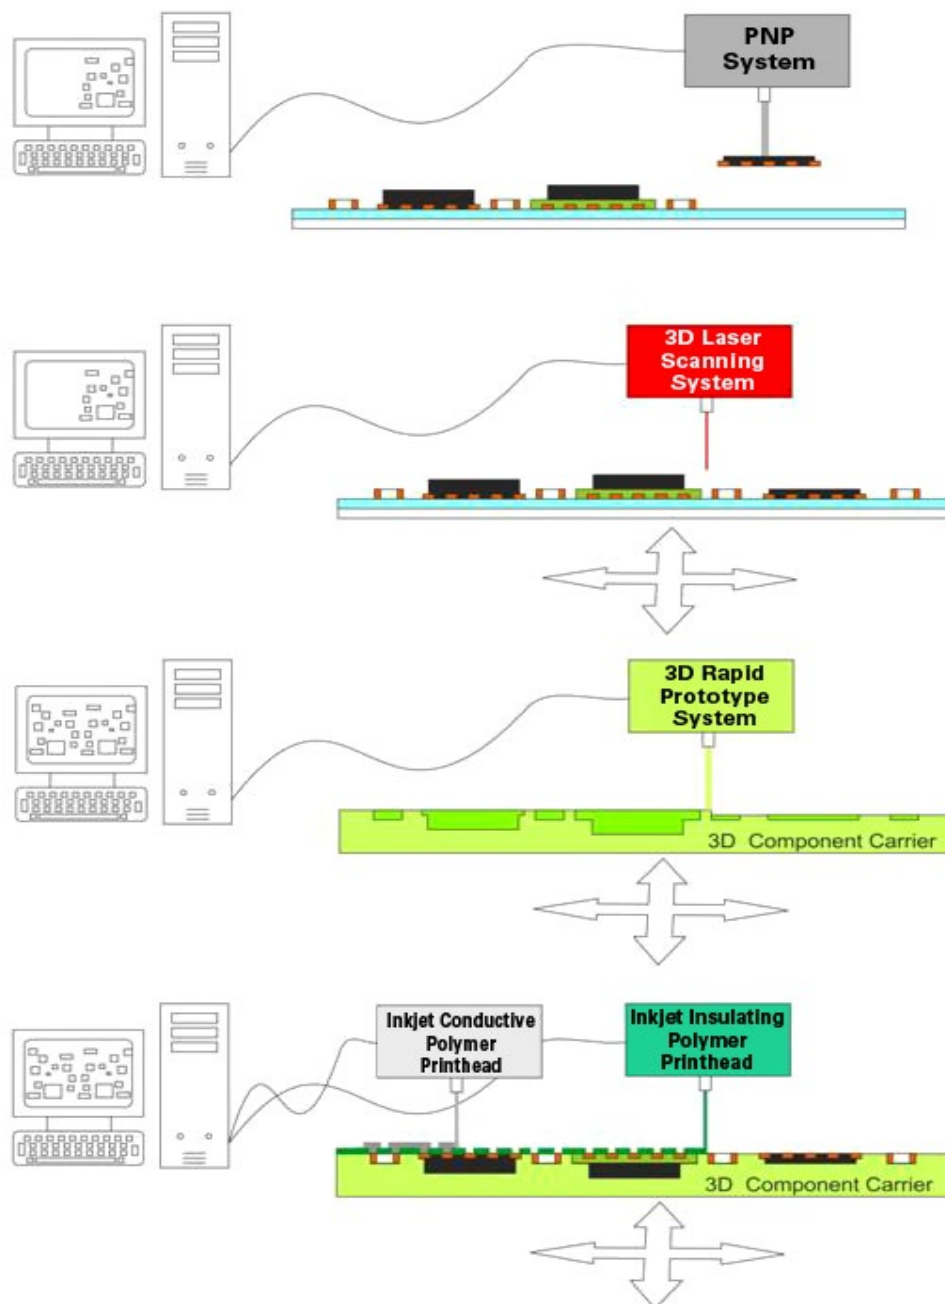 PNP
System
3D Laser
Scanning
System
3D Rapid
Prototype
System
3D Component Carrier
Inkjet Conductive
Polymer
Printhead
Inkjet Insulating
Polymer
Printhead
3D Component Carrier